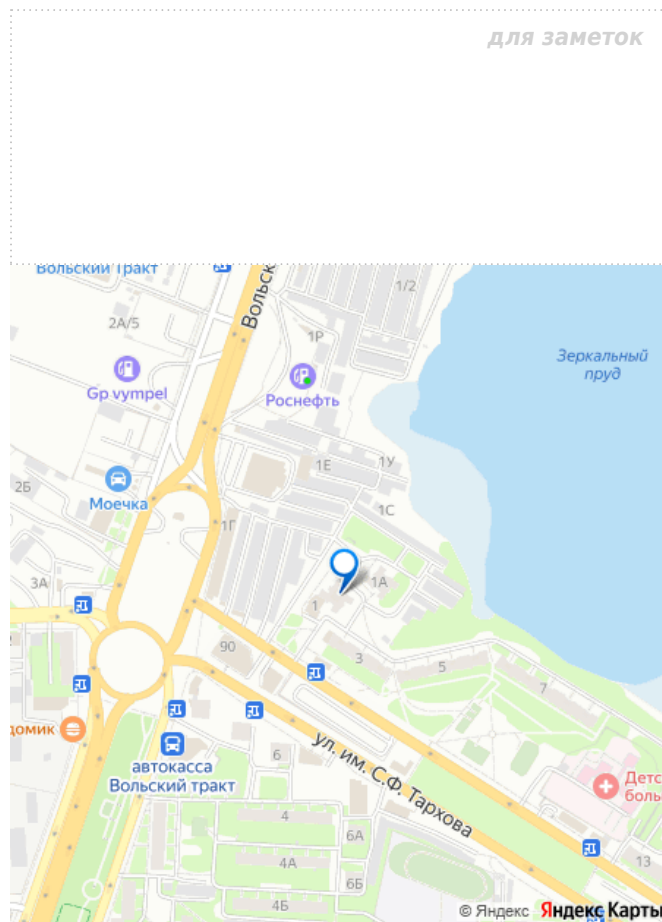 для заметок
Вольский Тракт
Вольск
1/2
2А/5
1Р
Зеркальный
пруд
Gp vympel
Роснефть
1Е
1У
2Б
Моечка
1С
1Г
3А
1А
1
90
3
5
7
домик
автокасса
Вольский тракт
ул. им. С.Ф. Тархова
6
Детс
боль
4
6А
4А
13
6Б
4Б
© Яндекс Яндекс Карты